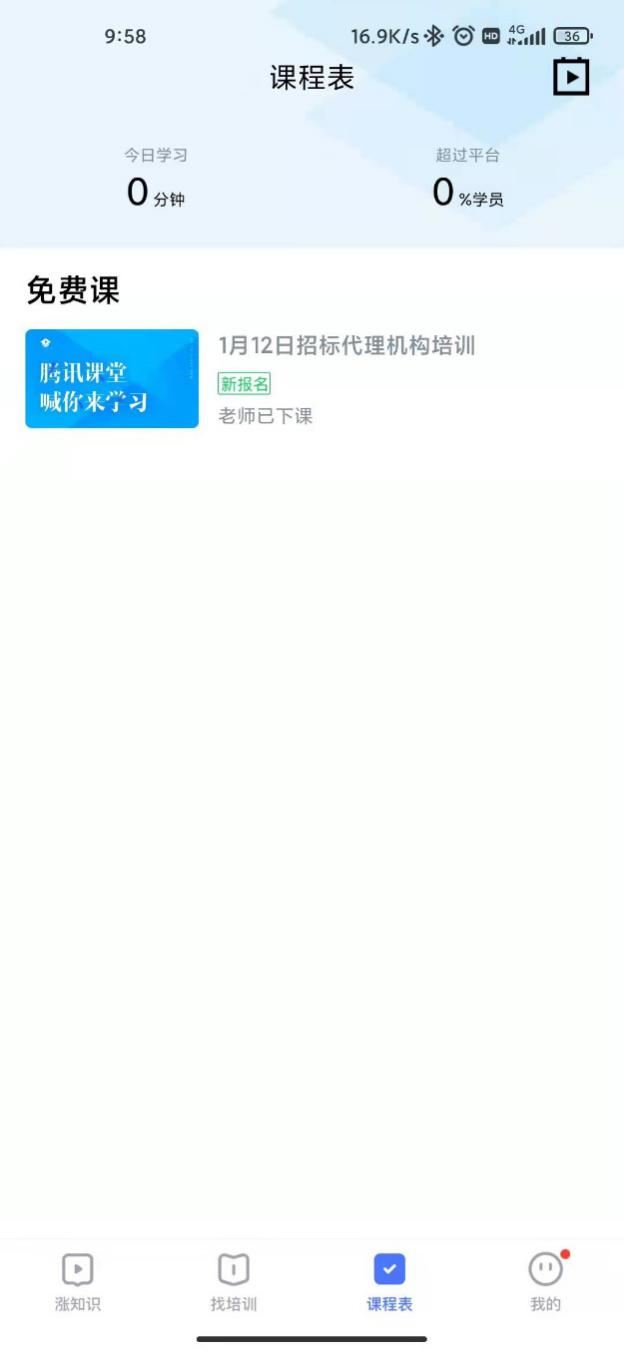 9:58
16.9K/s HD 4G 36
课程表
今日学习
超过平台
0分钟
0%学员
免费课
腾讯课堂
喊你来学习
1月12日招标代理机构培训
新报名
老师已下课
涨知识
找培训
课程表
我的